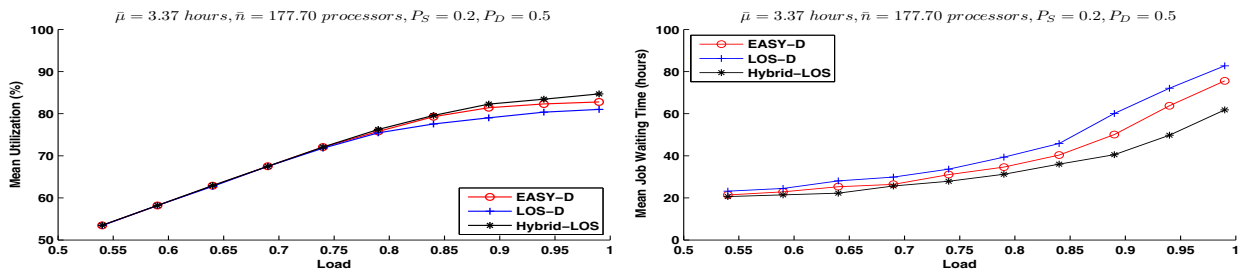 μ̄ = 3.37 hours, n̄ = 177.70 processors, P_S = 0.2, P_D = 0.5
100
90
80
70
60
50
Mean Utilization (%)
EASY−D
LOS−D
Hybrid−LOS
0.5 0.55 0.6 0.65 0.7 0.75 0.8 0.85 0.9 0.95 1
Load
μ̄ = 3.37 hours, n̄ = 177.70 processors, P_S = 0.2, P_D = 0.5
100
80
60
40
20
0
Mean Job Waiting Time (hours)
EASY−D
LOS−D
Hybrid−LOS
0.5 0.55 0.6 0.65 0.7 0.75 0.8 0.85 0.9 0.95 1
Load